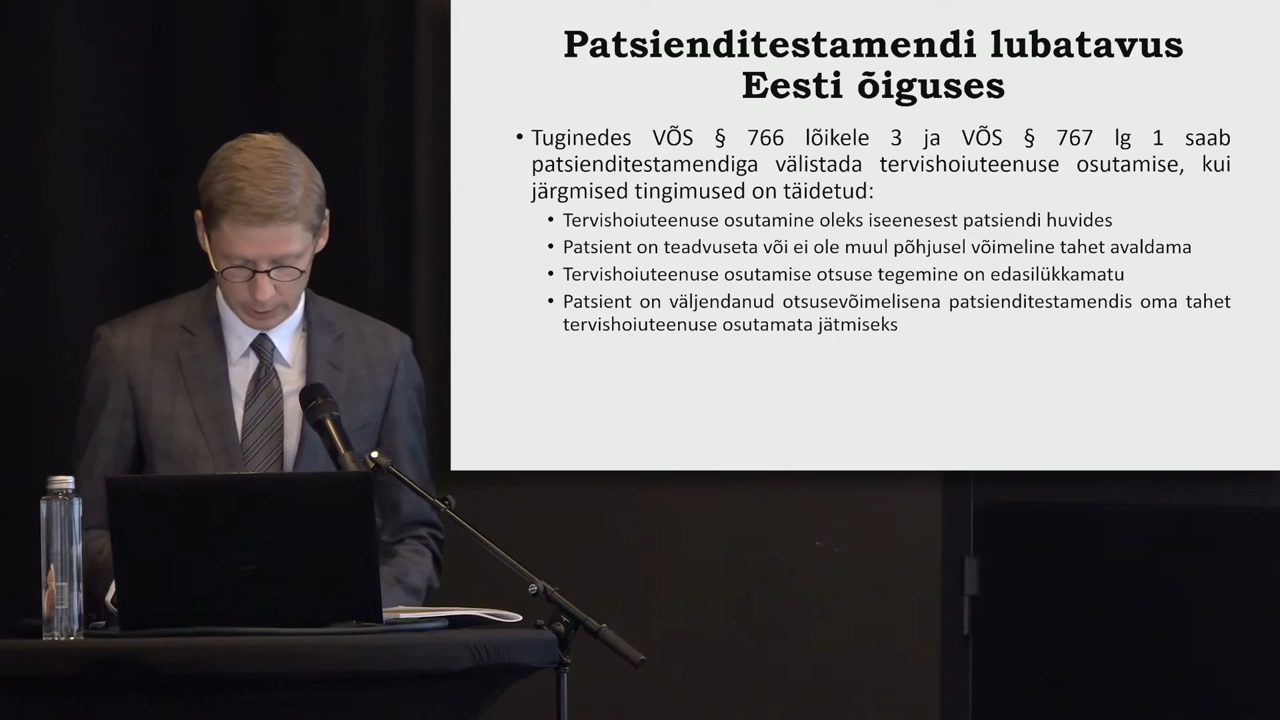 Patsienditestamendi lubatavus
Eesti õiguses
• Tuginedes VÕS § 766 lõikele 3 ja VÕS § 767 lg 1 saab
patsienditestamendiga välistada tervishoiuteenuse osutamise, kui
järgmised tingimused on täidetud:
• Tervishoiuteenuse osutamine oleks iseenesest patsiendi huvides
• Patsient on teadvuseta või ei ole muul põhjusel võimeline tahet avaldama
• Tervishoiuteenuse osutamise otsuse tegemine on edasilükkamatu
• Patsient on väljendanud otsusevõimelisena patsienditestamendis oma tahet
tervishoiuteenuse osutamata jätmiseks